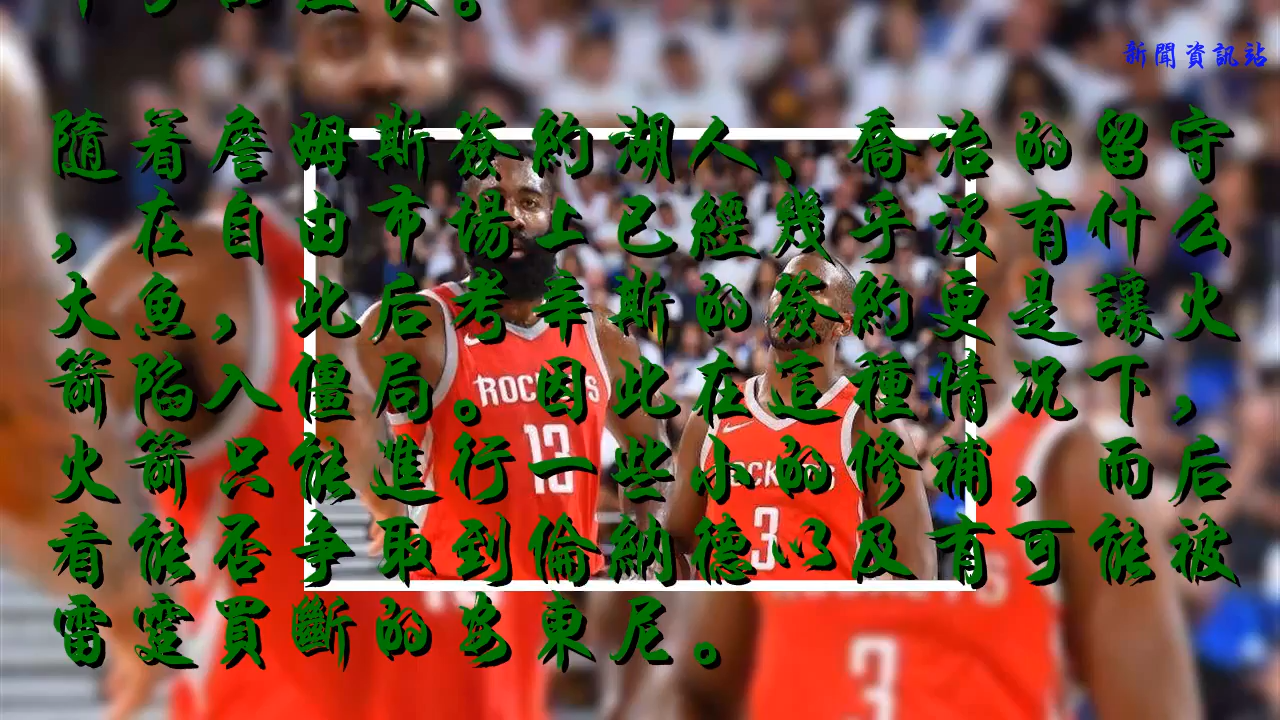 新聞資訊站
隨着詹姆斯簽約湖人、喬治的留守
，在自由市場上已經幾乎沒有什么
大魚，此后考辛斯的簽約更是讓火
箭陷入僵局。因此在這種情况下，
火箭只能進行一些小的修補，而后
看能否爭取到倫納德以及有可能被
雷霆買斷的安東尼。
ROCKETS
13
ROCKETS
3
3